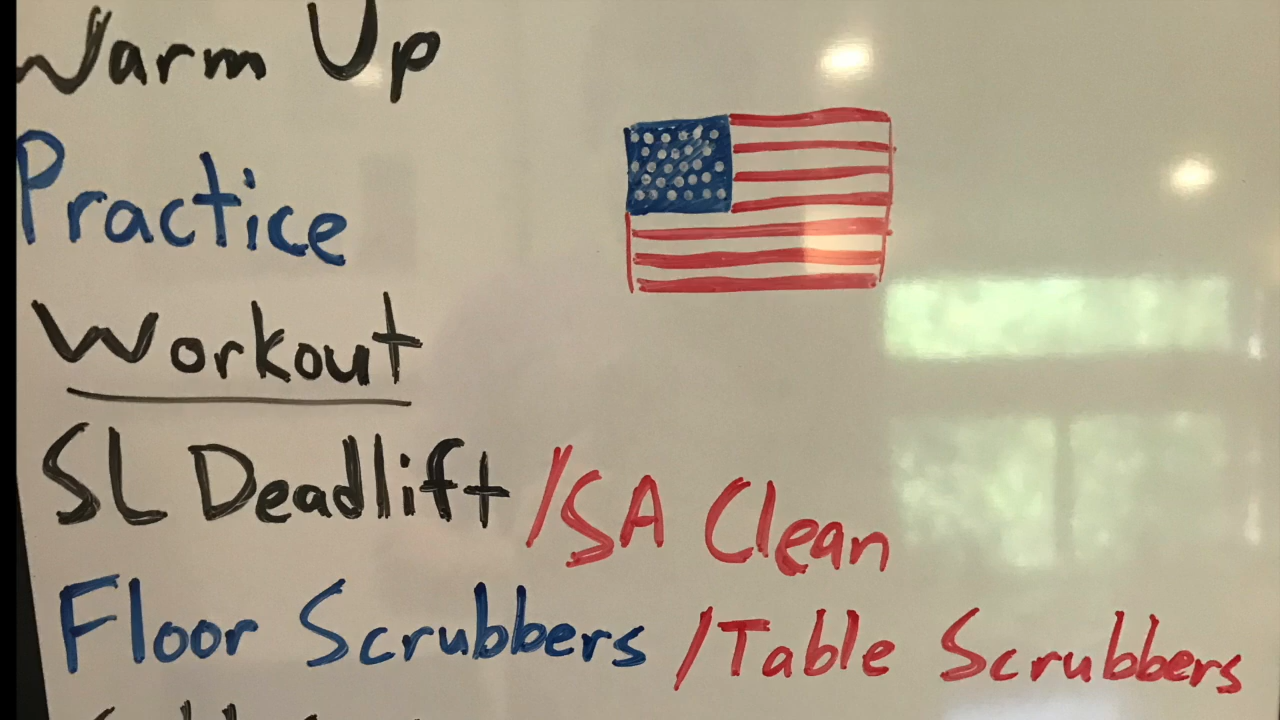 Warm Up
Practice
Workout
SL Deadlift /SA Clean
Floor Scrubbers /Table Scrubbers